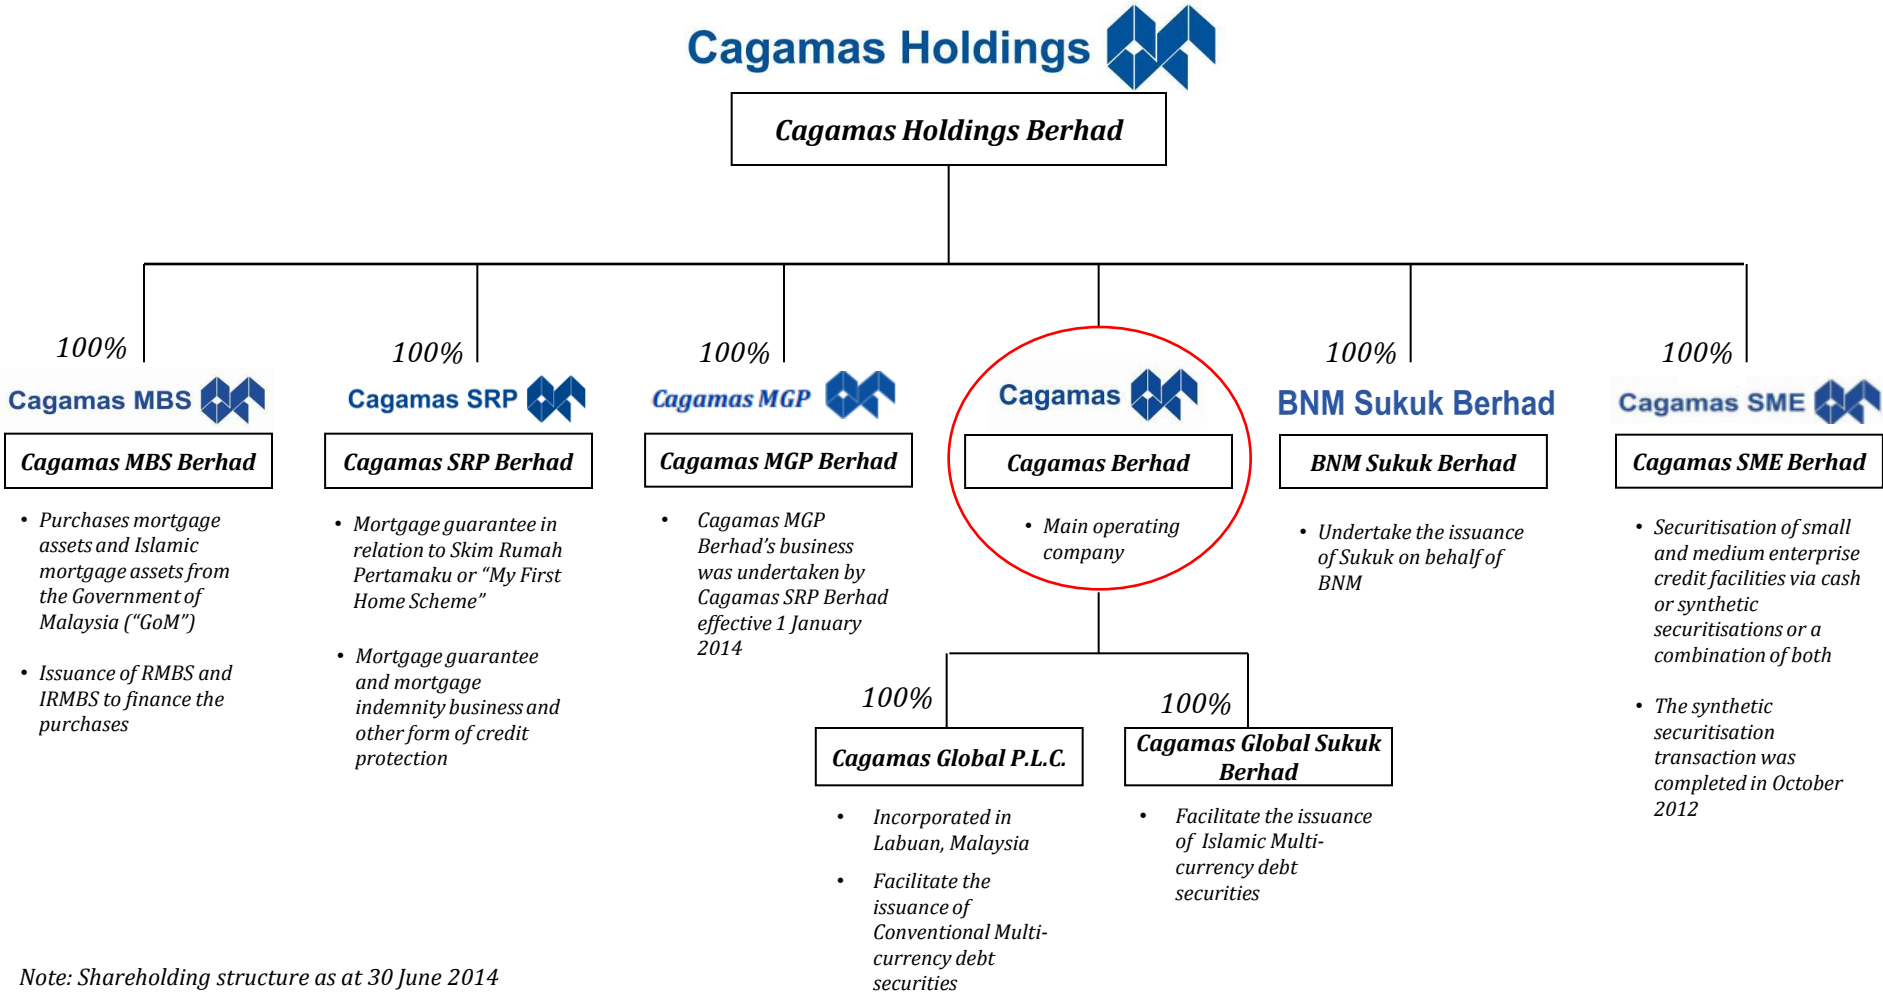 Cagamas Holdings
Cagamas Holdings Berhad
100%
Cagamas MBS
Cagamas MBS Berhad
• Purchases mortgage
assets and Islamic
mortgage assets from
the Government of
Malaysia (“GoM”)
• Issuance of RMBS and
IRMBS to finance the
purchases
100%
Cagamas SRP
Cagamas SRP Berhad
• Mortgage guarantee in
relation to Skim Rumah
Pertamaku or “My First
Home Scheme”
• Mortgage guarantee
and mortgage
indemnity business and
other form of credit
protection
100%
Cagamas MGP
Cagamas MGP Berhad
• Cagamas MGP
Berhad’s business
was undertaken by
Cagamas SRP Berhad
effective 1 January
2014
Cagamas
Cagamas Berhad
• Main operating
company
100%
BNM Sukuk Berhad
BNM Sukuk Berhad
• Undertake the issuance
of Sukuk on behalf of
BNM
100%
Cagamas SME
Cagamas SME Berhad
• Securitisation of small
and medium enterprise
credit facilities via cash
or synthetic
securitisations or a
combination of both
• The synthetic
securitisation
transaction was
completed in October
2012
100%
Cagamas Global P.L.C.
• Incorporated in
Labuan, Malaysia
• Facilitate the
issuance of
Conventional Multi-
currency debt
securities
100%
Cagamas Global Sukuk
Berhad
• Facilitate the issuance
of Islamic Multi-
currency debt
securities
Note: Shareholding structure as at 30 June 2014